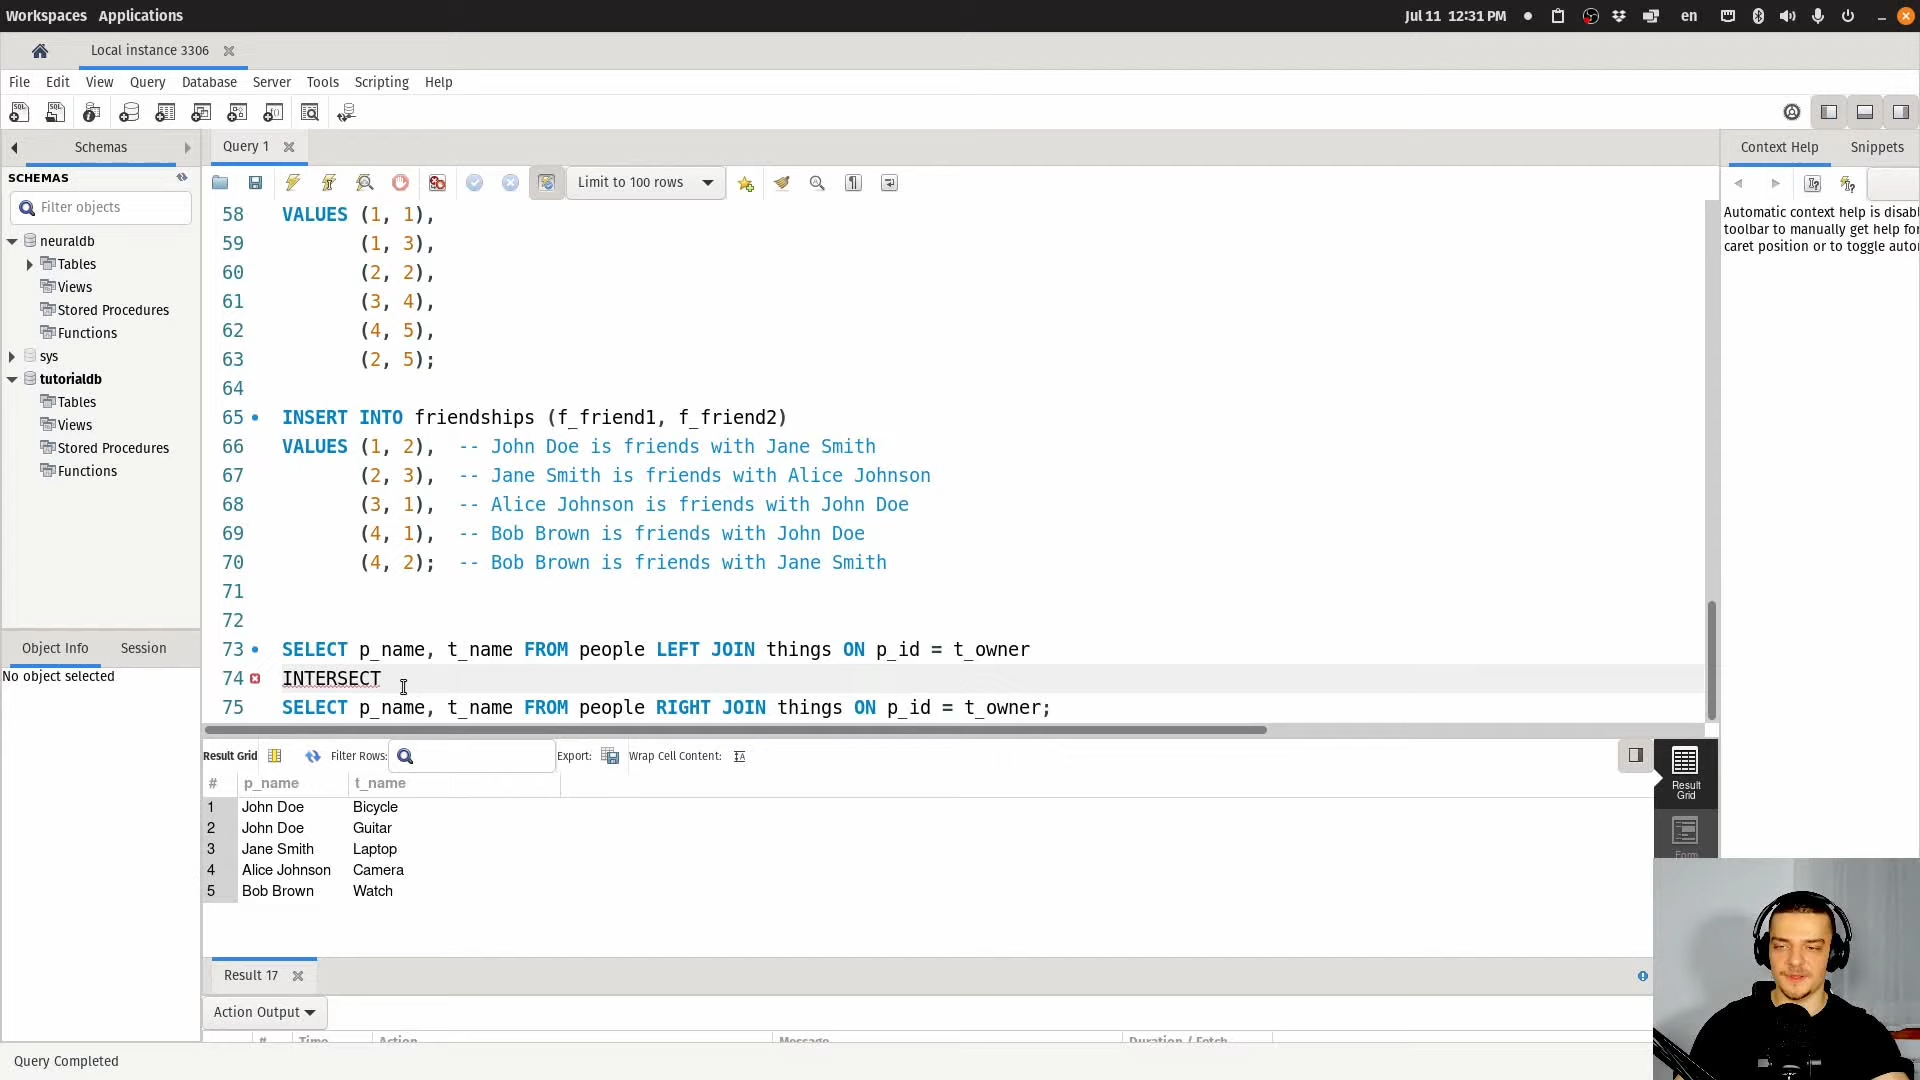 Workspaces Applications
Jul 11 12:31 PM
en
Local instance 3306
File Edit View Query Database Server Tools Scripting Help
Schemas
Query 1
Context Help Snippets
SCHEMAS
Limit to 100 rows
Filter objects
Automatic context help is disabl
toolbar to manually get help for
caret position or to toggle auto
neuraldb
Tables
Views
Stored Procedures
Functions
sys
tutorialdb
Tables
Views
Stored Procedures
Functions
58 VALUES (1, 1),
59 (1, 3),
60 (2, 2),
61 (3, 4),
62 (4, 5),
63 (2, 5);
64
65 INSERT INTO friendships (f_friend1, f_friend2)
66 VALUES (1, 2), -- John Doe is friends with Jane Smith
67 (2, 3), -- Jane Smith is friends with Alice Johnson
68 (3, 1), -- Alice Johnson is friends with John Doe
69 (4, 1), -- Bob Brown is friends with John Doe
70 (4, 2); -- Bob Brown is friends with Jane Smith
71
72
73 SELECT p_name, t_name FROM people LEFT JOIN things ON p_id = t_owner
74 INTERSECT
75 SELECT p_name, t_name FROM people RIGHT JOIN things ON p_id = t_owner;
Object Info Session
No object selected
Result Grid Filter Rows: Export: Wrap Cell Content:
# p_name t_name
1 John Doe Bicycle
2 John Doe Guitar
3 Jane Smith Laptop
4 Alice Johnson Camera
5 Bob Brown Watch
Result
Grid
Form
Result 17
Action Output
# Time Action Message Duration / Fetch
Query Completed